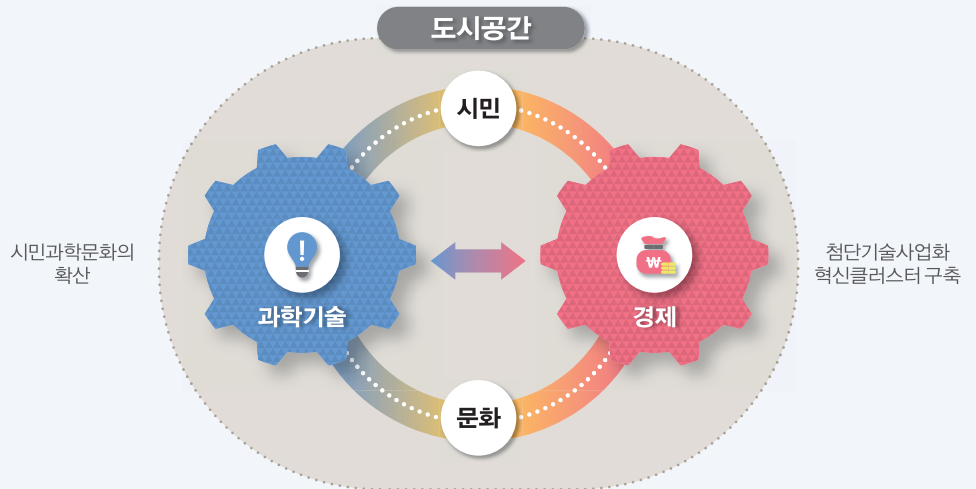 도시공간
시민
시민과학문화의
확산
과학기술
₩
경제
첨단기술사업화
혁신클러스터 구축
문화